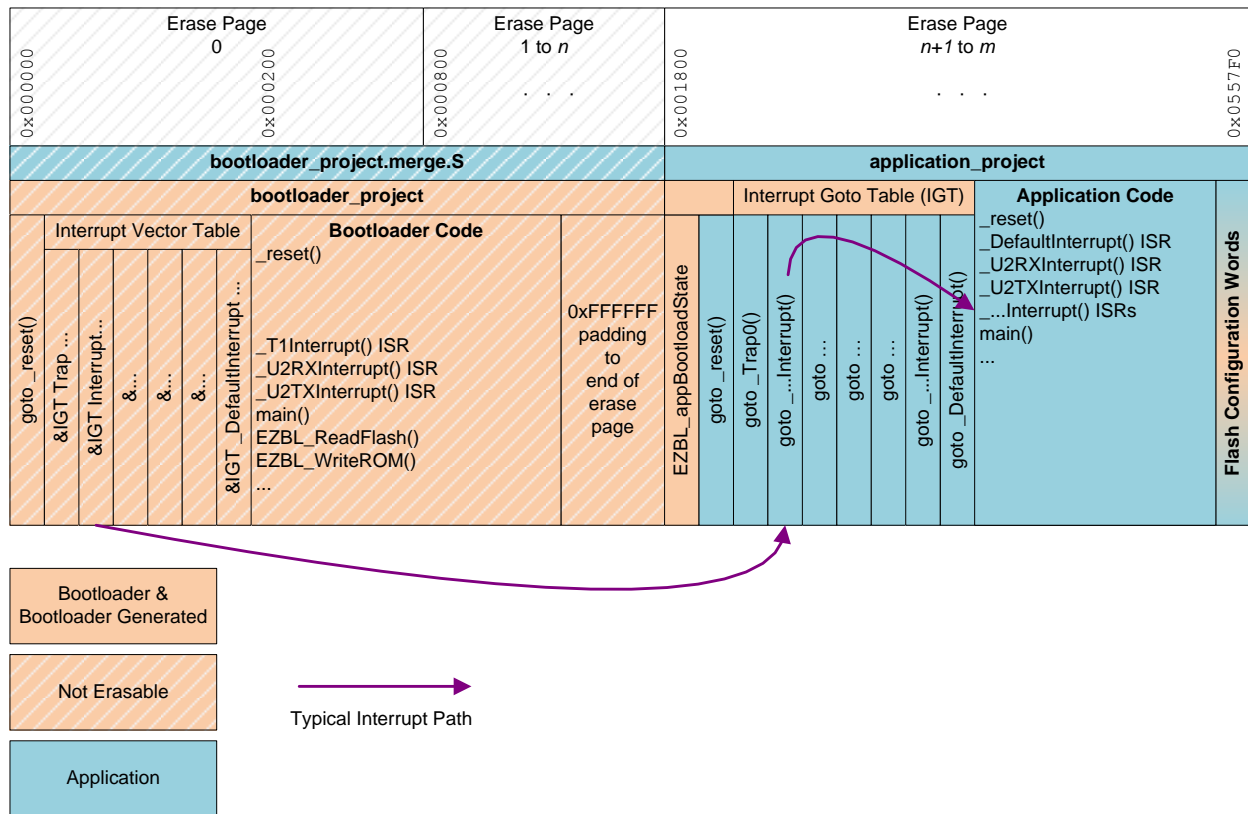 Erase Page
0
Erase Page
1 to n
. . .
Erase Page
n+1 to m
. . .
0x000000
0x000200
0x000800
0x001800
0x0557F0
bootloader_project.merge.S
application_project
bootloader_project
Interrupt Vector Table
goto _reset()
&IGT Trap ...
&IGT Interrupt...
&...
&...
&...
&IGT _DefaultInterrupt ...
Bootloader Code
_reset()
_T1Interrupt() ISR
_U2RXInterrupt() ISR
_U2TXInterrupt() ISR
main()
EZBL_ReadFlash()
EZBL_WriteROM()
...
0xFFFFFF
padding
to
end of
erase
page
EZBL_appBootloadState
goto _reset()
Interrupt Goto Table (IGT)
goto _Trap0()
goto _...Interrupt()
goto ...
goto ...
goto ...
goto _...Interrupt()
goto _DefaultInterrupt()
Application Code
_reset()
_DefaultInterrupt() ISR
_U2RXInterrupt() ISR
_U2TXInterrupt() ISR
_...Interrupt() ISRs
main()
...
Flash Configuration Words
Bootloader &
Bootloader Generated
Not Erasable
Application
Typical Interrupt Path